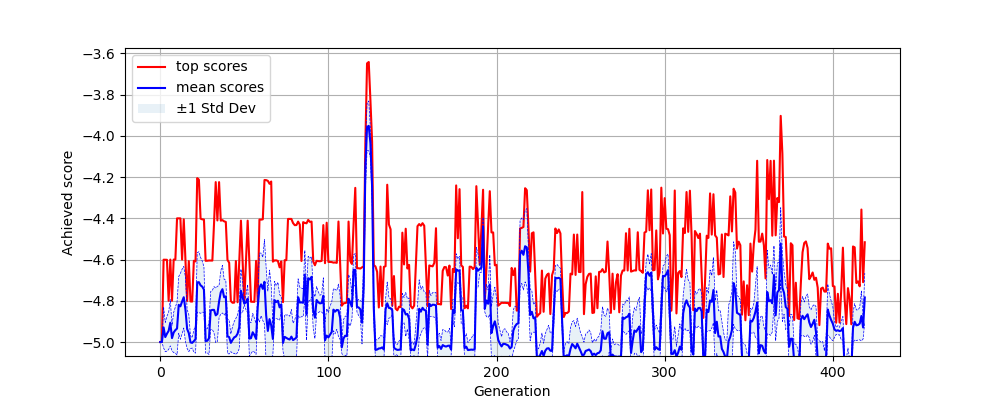 top scores
mean scores
±1 Std Dev
−3.6
−3.8
−4.0
−4.2
−4.4
−4.6
−4.8
−5.0
Achieved score
0 100 200 300 400
Generation